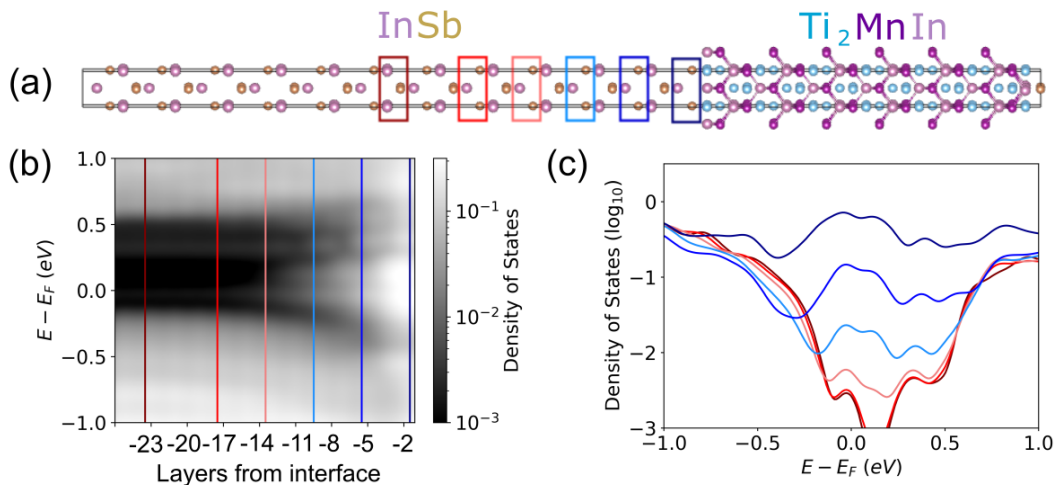 InSb
Ti2MnIn
(a)
(b)
(c)
1.0
0.5
0.0
−0.5
−1.0
E − EF (eV)
-23 -20 -17 -14 -11 -8 -5 -2
Layers from interface
10−1
10−2
10−3
Density of States
0
−1
−2
−3
Density of States (log10)
−1.0 −0.5 0.0 0.5 1.0
E − EF (eV)